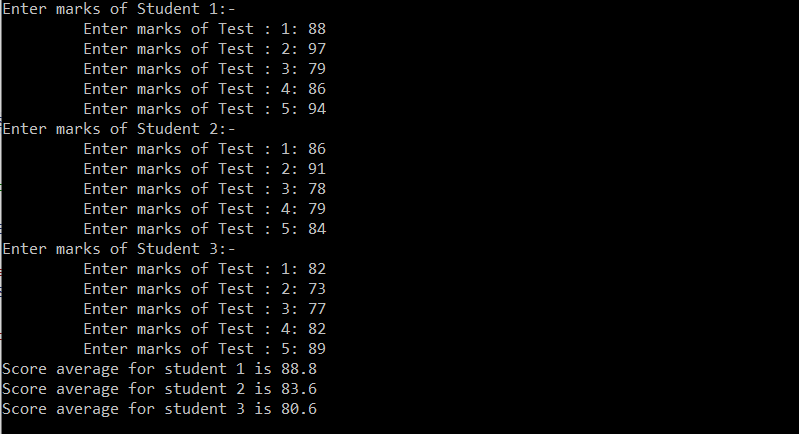 Enter marks of Student 1:-
Enter marks of Test : 1: 88
Enter marks of Test : 2: 97
Enter marks of Test : 3: 79
Enter marks of Test : 4: 86
Enter marks of Test : 5: 94
Enter marks of Student 2:-
Enter marks of Test : 1: 86
Enter marks of Test : 2: 91
Enter marks of Test : 3: 78
Enter marks of Test : 4: 79
Enter marks of Test : 5: 84
Enter marks of Student 3:-
Enter marks of Test : 1: 82
Enter marks of Test : 2: 73
Enter marks of Test : 3: 77
Enter marks of Test : 4: 82
Enter marks of Test : 5: 89
Score average for student 1 is 88.8
Score average for student 2 is 83.6
Score average for student 3 is 80.6